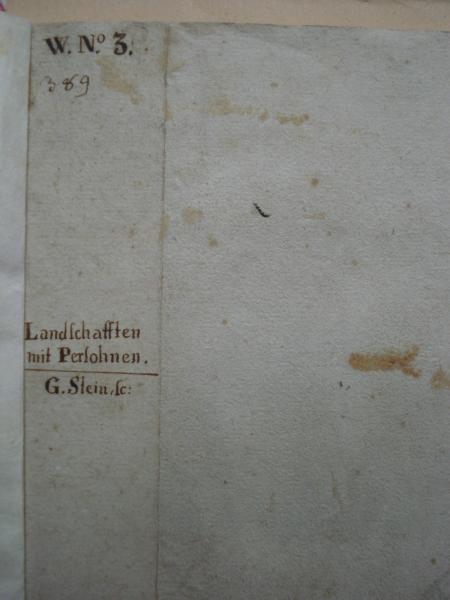 W. Nº. 3.
389
Landſchafften
mit Perſohnen.
G. Stein, ſc: